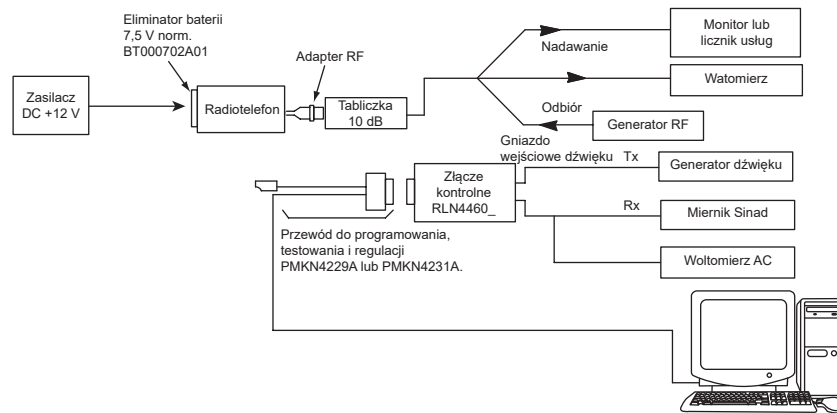 Eliminator baterii
7,5 V norm.
BT000702A01
Adapter RF
Zasilacz
DC +12 V
Radiotelefon
Tabliczka
10 dB
Nadawanie
Monitor lub
licznik usług
Watomierz
Odbiór
Generator RF
Gniazdo
wejściowe dźwięku Tx
Generator dźwięku
Złącze
kontrolne
RLN4460_
Rx
Miernik Sinad
Woltomierz AC
Przewód do programowania,
testowania i regulacji
PMKN4229A lub PMKN4231A.